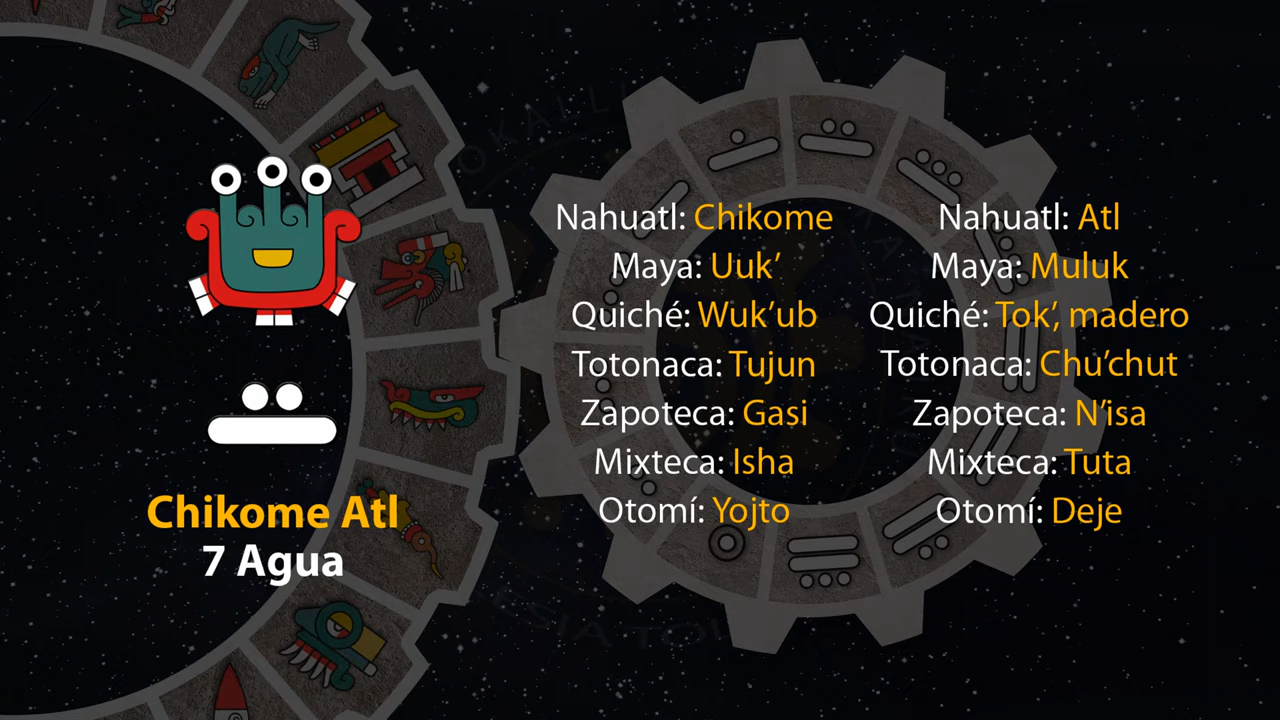 Nahuatl: Chikome
Maya: Uuk’
Quiché: Wuk’ub
Totonaca: Tujun
Zapoteca: Gasi
Mixteca: Isha
Otomí: Yojto
Nahuatl: Atl
Maya: Muluk
Quiché: Tok’, madero
Totonaca: Chu’chut
Zapoteca: N’isa
Mixteca: Tuta
Otomí: Deje
Chikome Atl
7 Agua